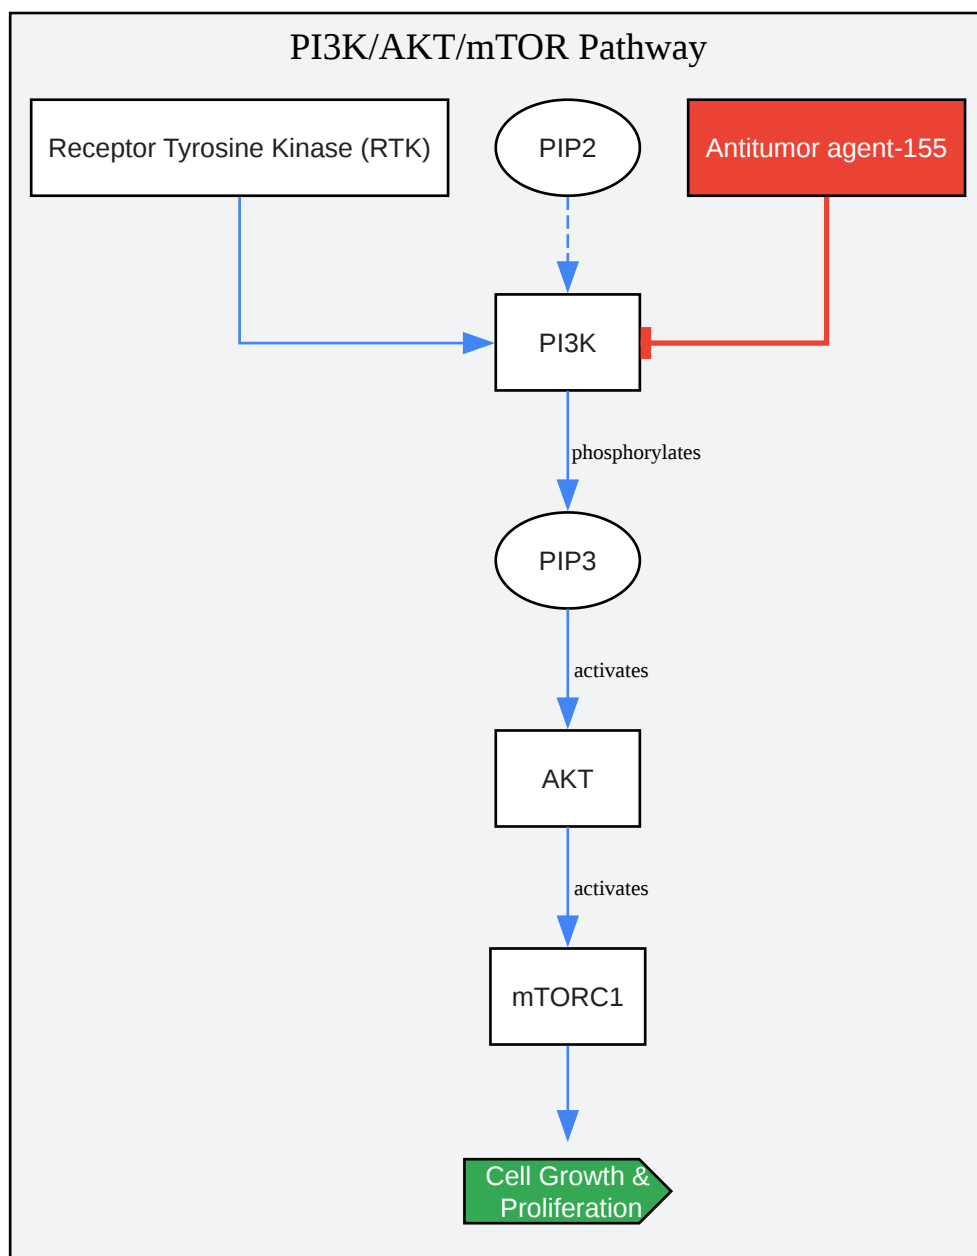 PI3K/AKT/mTOR Pathway
Receptor Tyrosine Kinase (RTK)
PIP2
Antitumor agent-155
PI3K
phosphorylates
PIP3
activates
AKT
activates
mTORC1
Cell Growth &
Proliferation